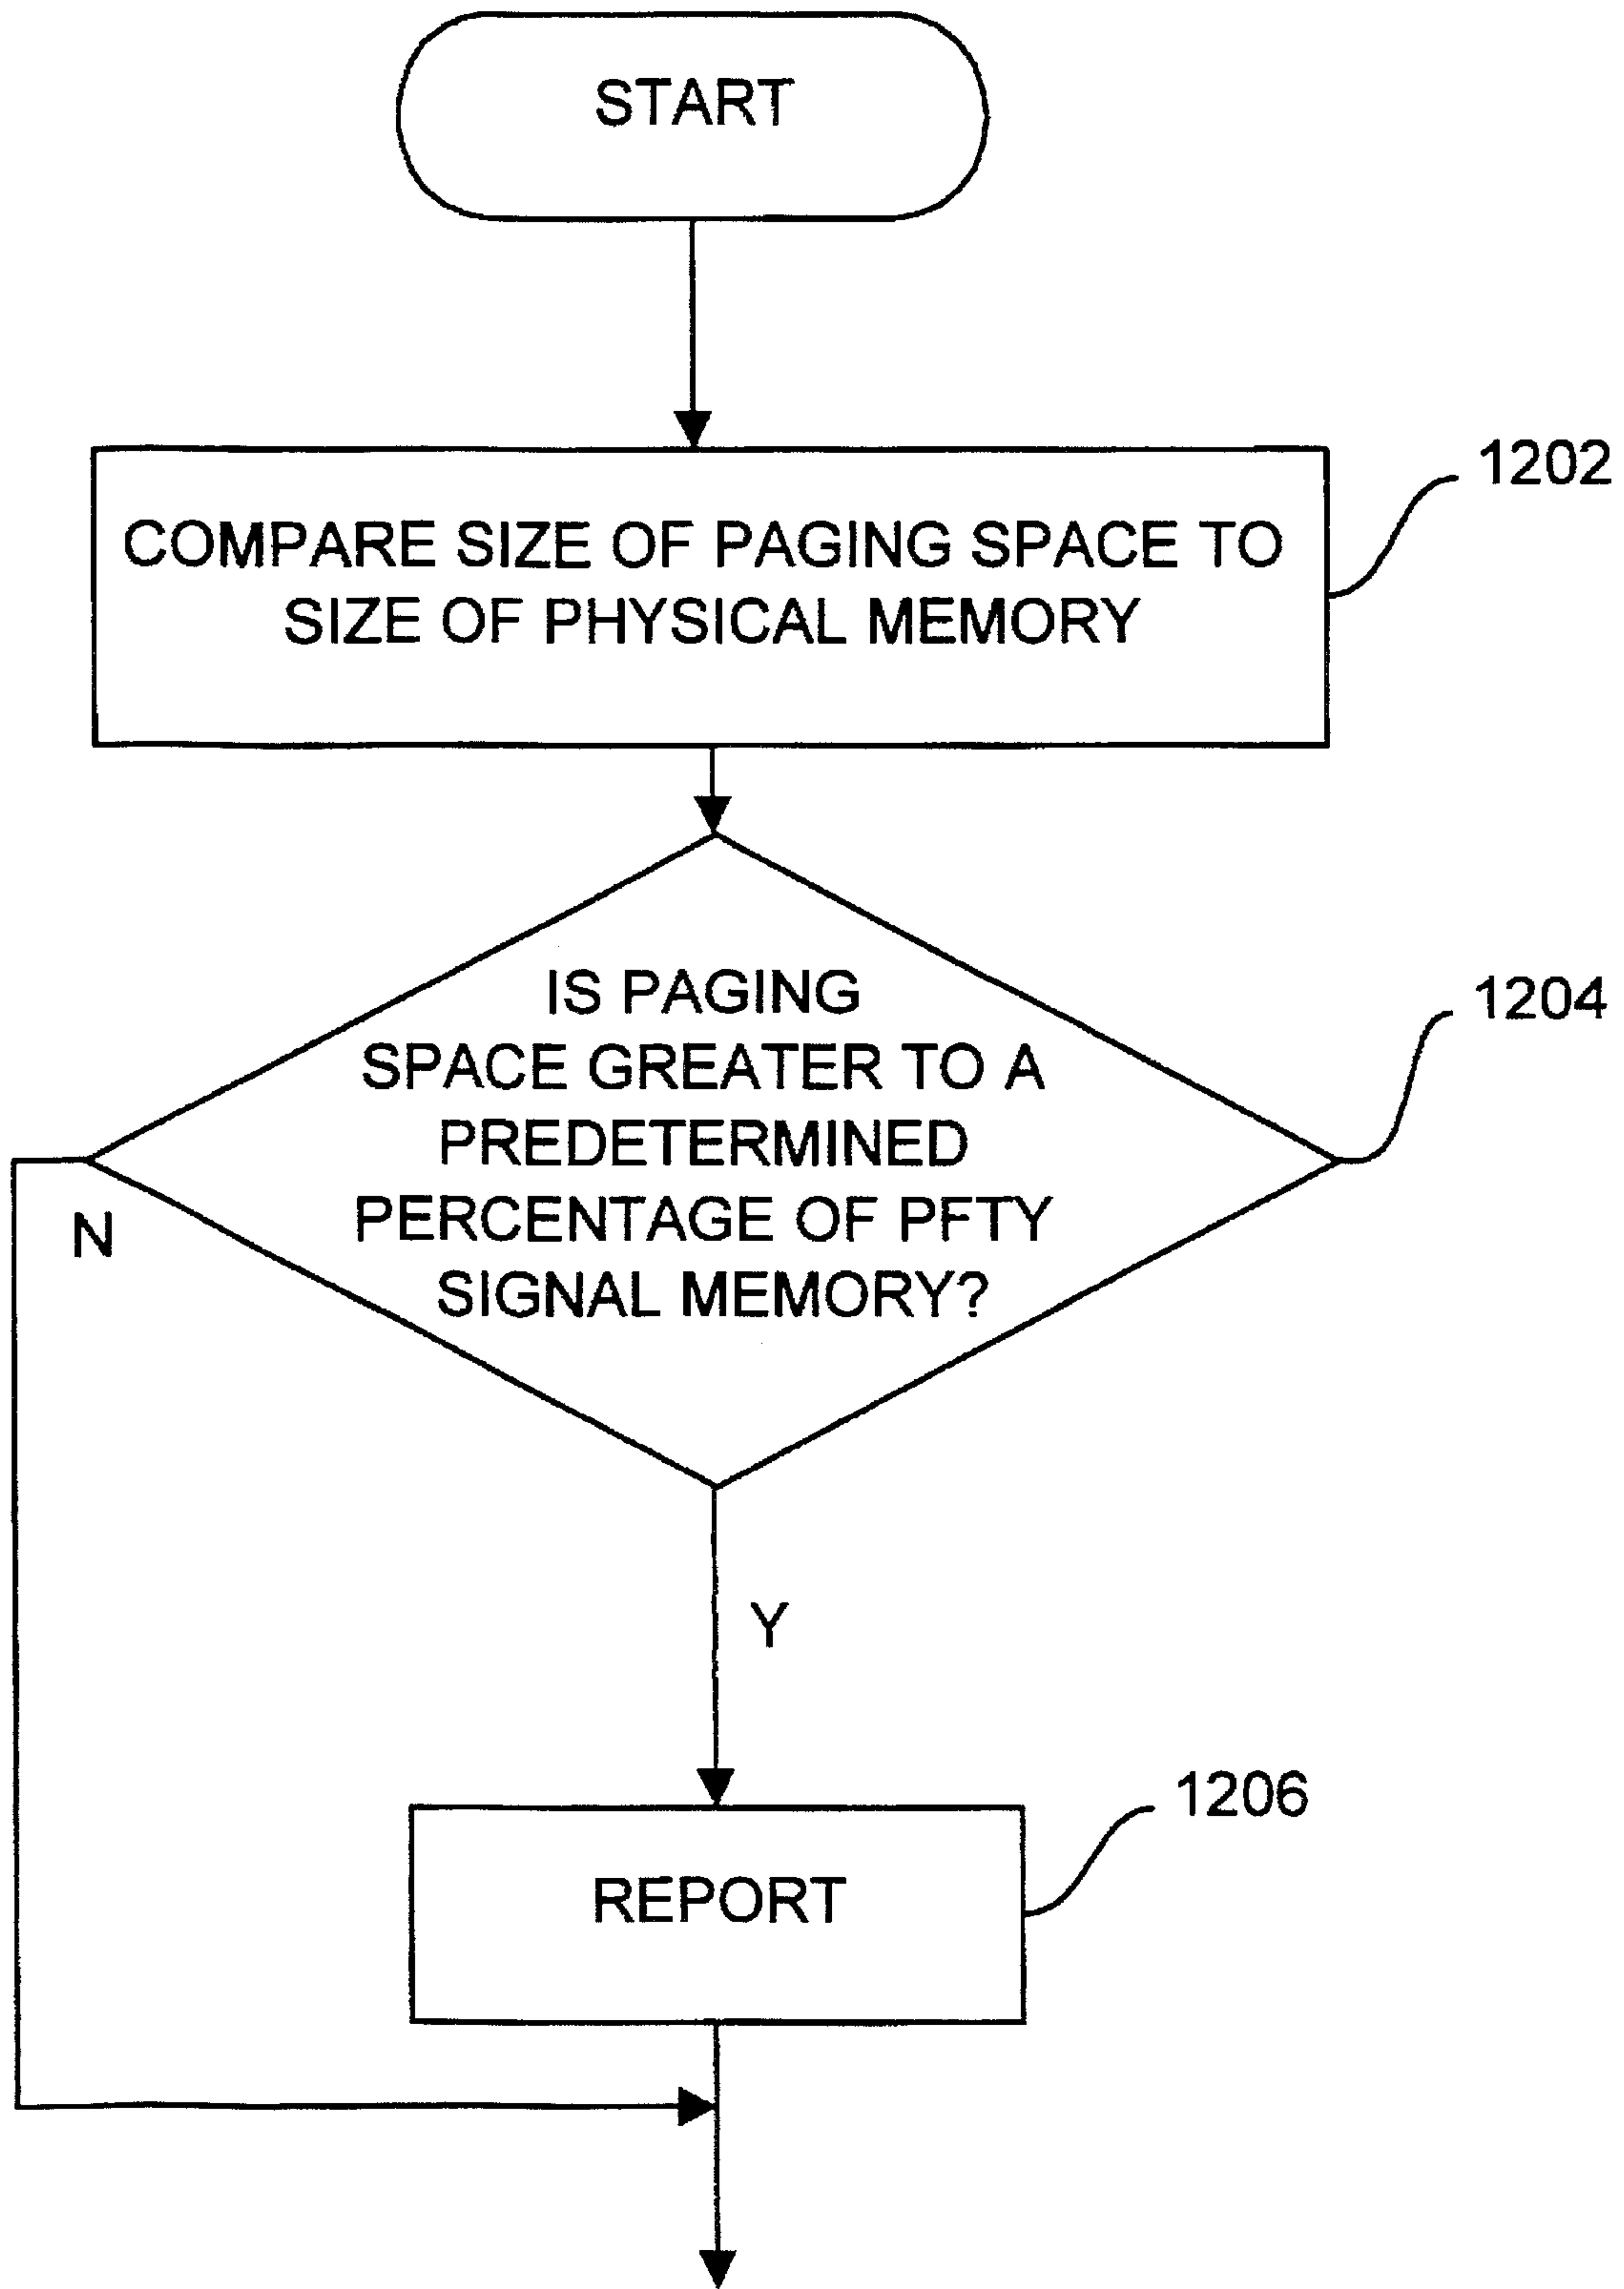 START
1202
COMPARE SIZE OF PAGING SPACE TO
SIZE OF PHYSICAL MEMORY
1204
IS PAGING
SPACE GREATER TO A
PREDETERMINED
PERCENTAGE OF PFTY
SIGNAL MEMORY?
N
Y
1206
REPORT